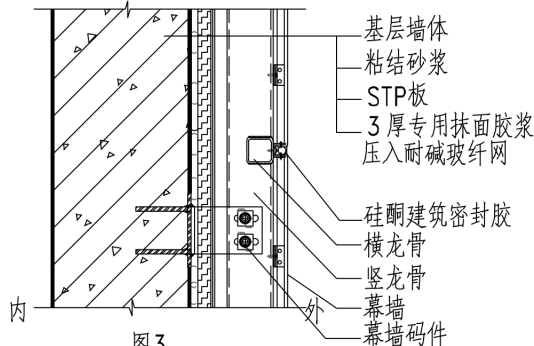 基层墙体
粘结砂浆
STP板
3厚专用抹面胶浆
压入耐碱玻纤网
硅酮建筑密封胶
横龙骨
竖龙骨
内
外
幕墙
幕墙码件
图3